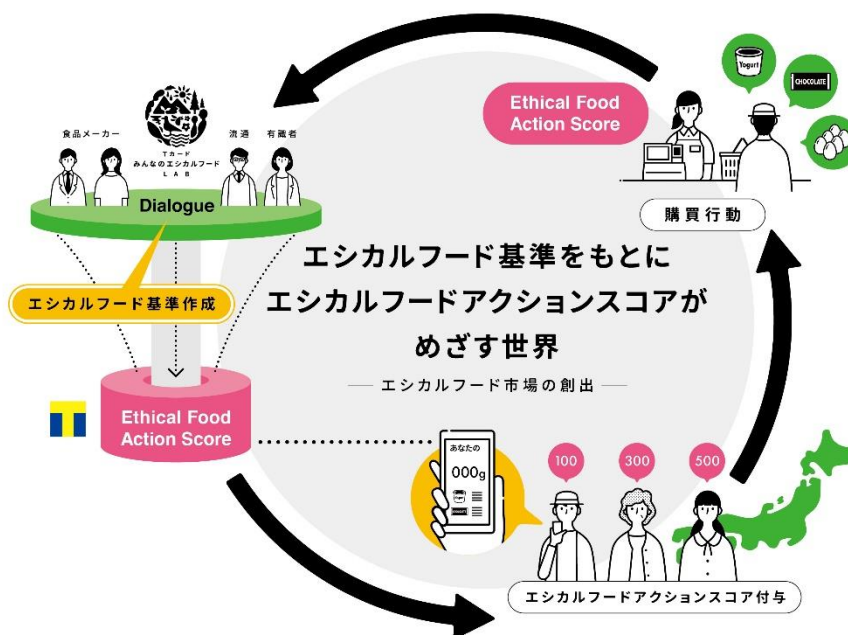 Ethical Food
Action Score
Yogurt
CHOCOLATE
購買行動
食品メーカー
Tカード
みんなのエシカルフード
LAB
流通
有識者
Dialogue
エシカルフード基準作成
エシカルフード基準をもとに
エシカルフードアクションスコアが
めざす世界
エシカルフード市場の創出
T
Ethical Food
Action Score
あなたの
000g
100
300
500
エシカルフードアクションスコア付与